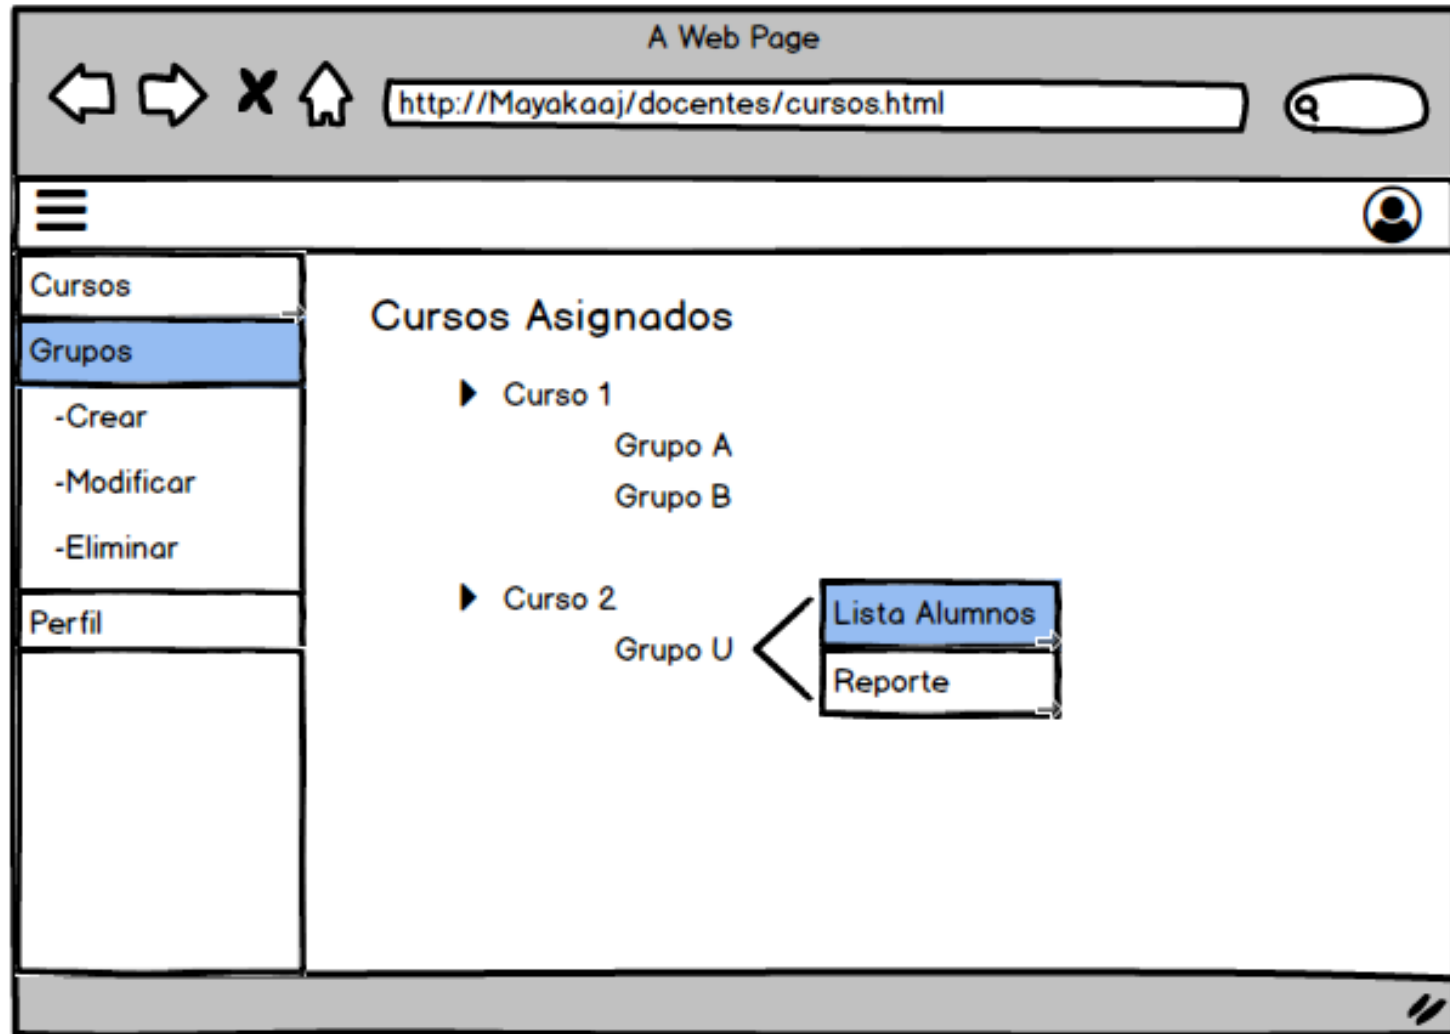 A Web Page
http://Mayakaaj/docentes/cursos.html
Cursos
Grupos
-Crear
-Modificar
-Eliminar
Perfil
Cursos Asignados
Curso 1
Grupo A
Grupo B
Curso 2
Grupo U
Lista Alumnos
Reporte